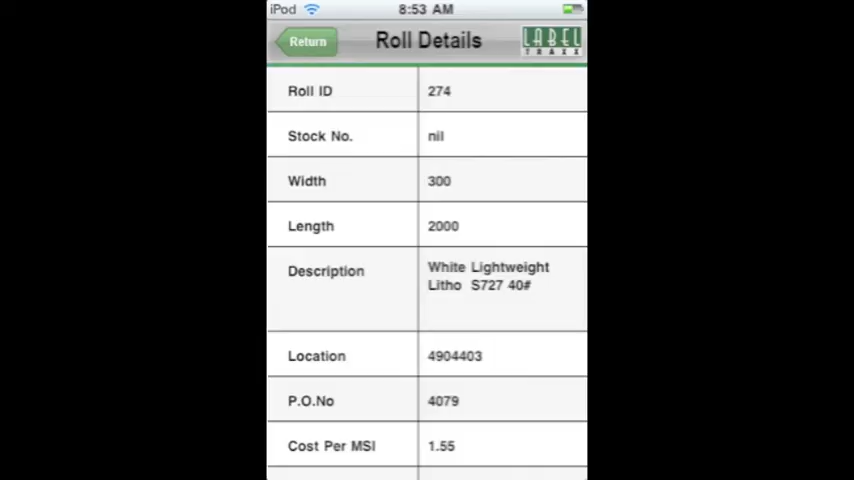 iPod 8:53 AM
Return Roll Details LABEL TRAXX
Roll ID 274
Stock No. nil
Width 300
Length 2000
Description White Lightweight
Litho S727 40#
Location 4904403
P.O.No 4079
Cost Per MSI 1.55